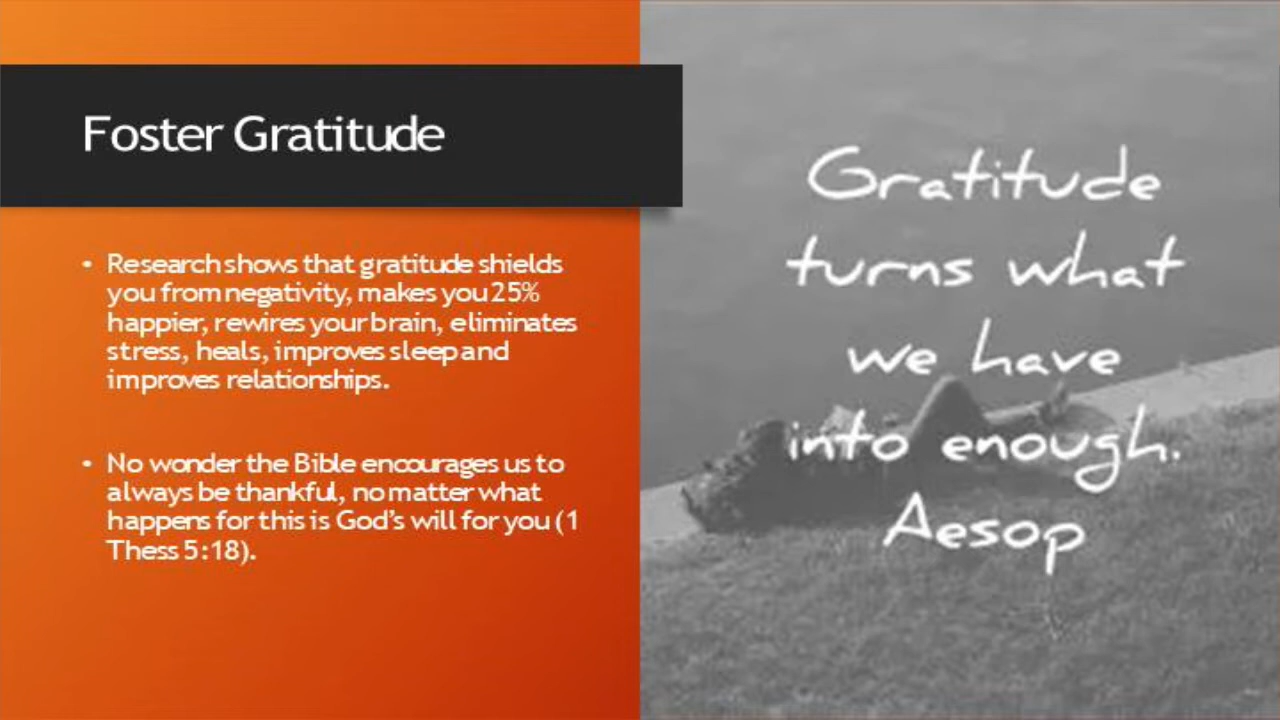 Foster Gratitude
• Research shows that gratitude shields
you from negativity, makes you 25%
happier, rewires your brain, eliminates
stress, heals, improves sleep and
improves relationships.
• No wonder the Bible encourages us to
always be thankful, no matter what
happens for this is God's will for you (1
Thess 5:18).
Gratitude
turns what
we have
into enough.
Aesop